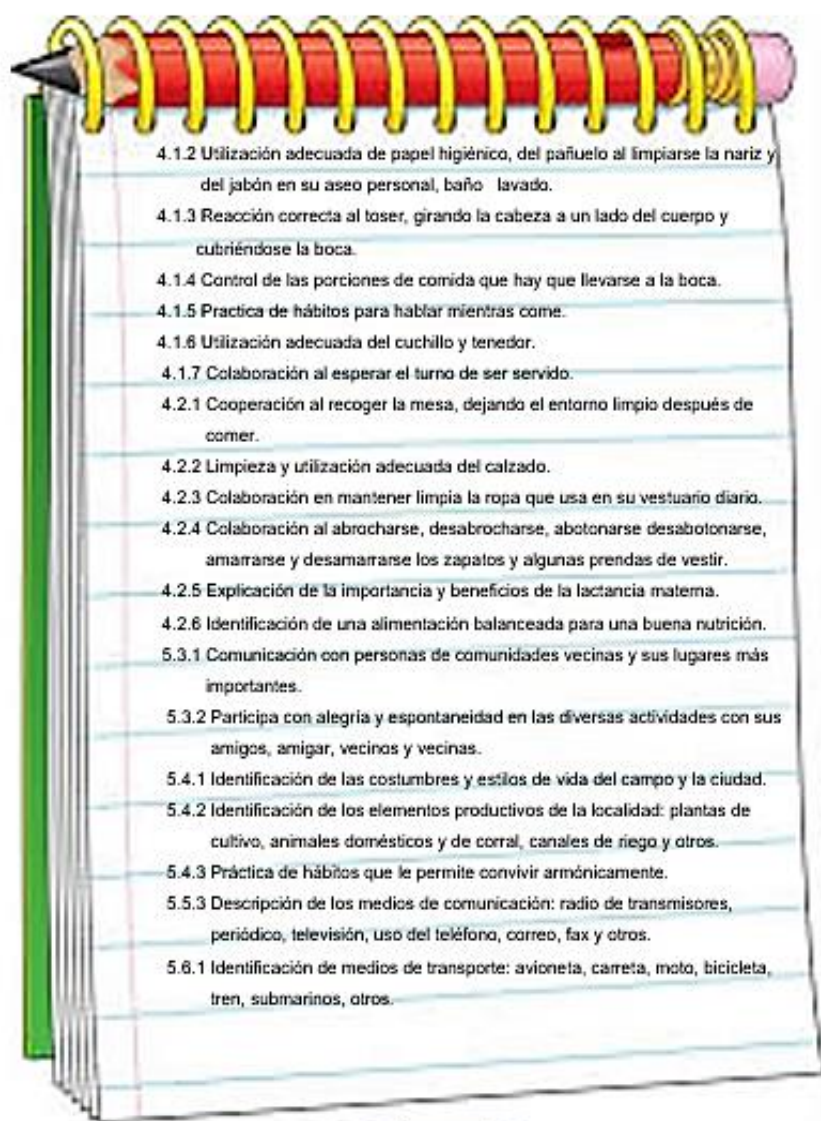 4.1.2 Utilización adecuada de papel higiénico, del pañuelo al limpiarse la nariz y
del jabón en su aseo personal, baño lavado.
4.1.3 Reacción correcta al toser, girando la cabeza a un lado del cuerpo y
cubriéndose la boca.
4.1.4 Control de las porciones de comida que hay que llevarse a la boca.
4.1.5 Practica de hábitos para hablar mientras come.
4.1.6 Utilización adecuada del cuchillo y tenedor.
4.1.7 Colaboración al esperar el turno de ser servido.
4.2.1 Cooperación al recoger la mesa, dejando el entorno limpio después de
comer.
4.2.2 Limpieza y utilización adecuada del calzado.
4.2.3 Colaboración en mantener limpia la ropa que usa en su vestuario diario.
4.2.4 Colaboración al abrocharse, desabrocharse, abotonarse desabotonarse,
amarrarse y desamarrarse los zapatos y algunas prendas de vestir.
4.2.5 Explicación de la importancia y beneficios de la lactancia materna.
4.2.6 Identificación de una alimentación balanceada para una buena nutrición.
5.3.1 Comunicación con personas de comunidades vecinas y sus lugares más
importantes.
5.3.2 Participa con alegría y espontaneidad en las diversas actividades con sus
amigos, amigar, vecinos y vecinas.
5.4.1 Identificación de las costumbres y estilos de vida del campo y la ciudad.
5.4.2 Identificación de los elementos productivos de la localidad: plantas de
cultivo, animales domésticos y de corral, canales de riego y otros.
5.4.3 Práctica de hábitos que le permite convivir armónicamente.
5.5.3 Descripción de los medios de comunicación: radio de transmisores,
periódico, televisión, uso del teléfono, correo, fax y otros.
5.6.1 Identificación de medios de transporte: avioneta, carreta, moto, bicicleta,
tren, submarinos, otros.